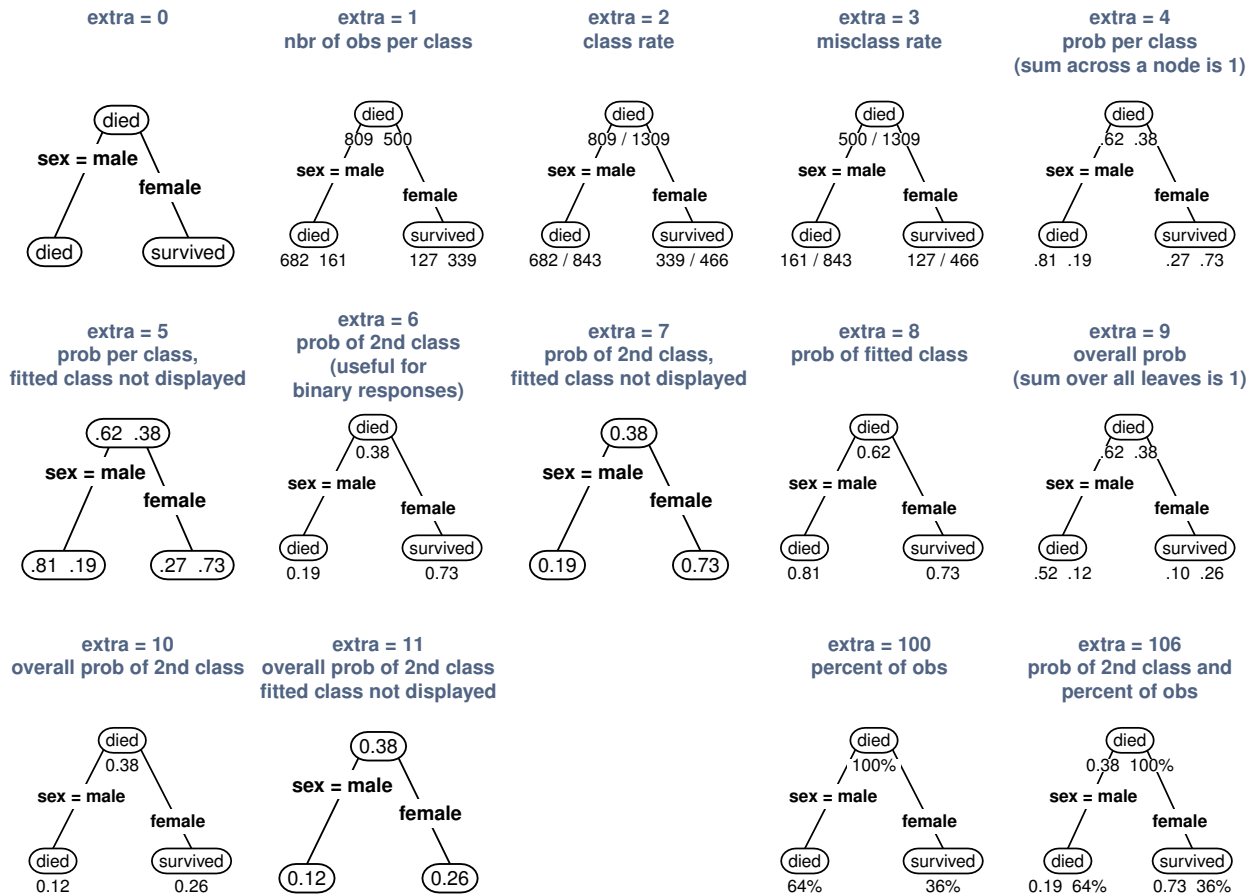 extra = 0
died
sex = male
female
died
survived
extra = 1
nbr of obs per class
died
809 500
sex = male
female
died
survived
682 161
127 339
extra = 2
class rate
died
809 / 1309
sex = male
female
died
survived
682 / 843
339 / 466
extra = 3
misclass rate
died
500 / 1309
sex = male
female
died
survived
161 / 843
127 / 466
extra = 4
prob per class
(sum across a node is 1)
died
.62 .38
sex = male
female
died
survived
.81 .19
.27 .73
extra = 5
prob per class,
fitted class not displayed
.62 .38
sex = male
female
.81 .19
.27 .73
extra = 6
prob of 2nd class
(useful for
binary responses)
died
0.38
sex = male
female
died
survived
0.19
0.73
extra = 7
prob of 2nd class,
fitted class not displayed
0.38
sex = male
female
0.19
0.73
extra = 8
prob of fitted class
died
0.62
sex = male
female
died
survived
0.81
0.73
extra = 9
overall prob
(sum over all leaves is 1)
died
.62 .38
sex = male
female
died
survived
.52 .12
.10 .26
extra = 10
overall prob of 2nd class
died
0.38
sex = male
female
died
survived
0.12
0.26
extra = 11
overall prob of 2nd class
fitted class not displayed
0.38
sex = male
female
0.12
0.26
extra = 100
percent of obs
died
100%
sex = male
female
died
survived
64%
36%
extra = 106
prob of 2nd class and
percent of obs
died
0.38 100%
sex = male
female
died
survived
0.19 64%
0.73 36%